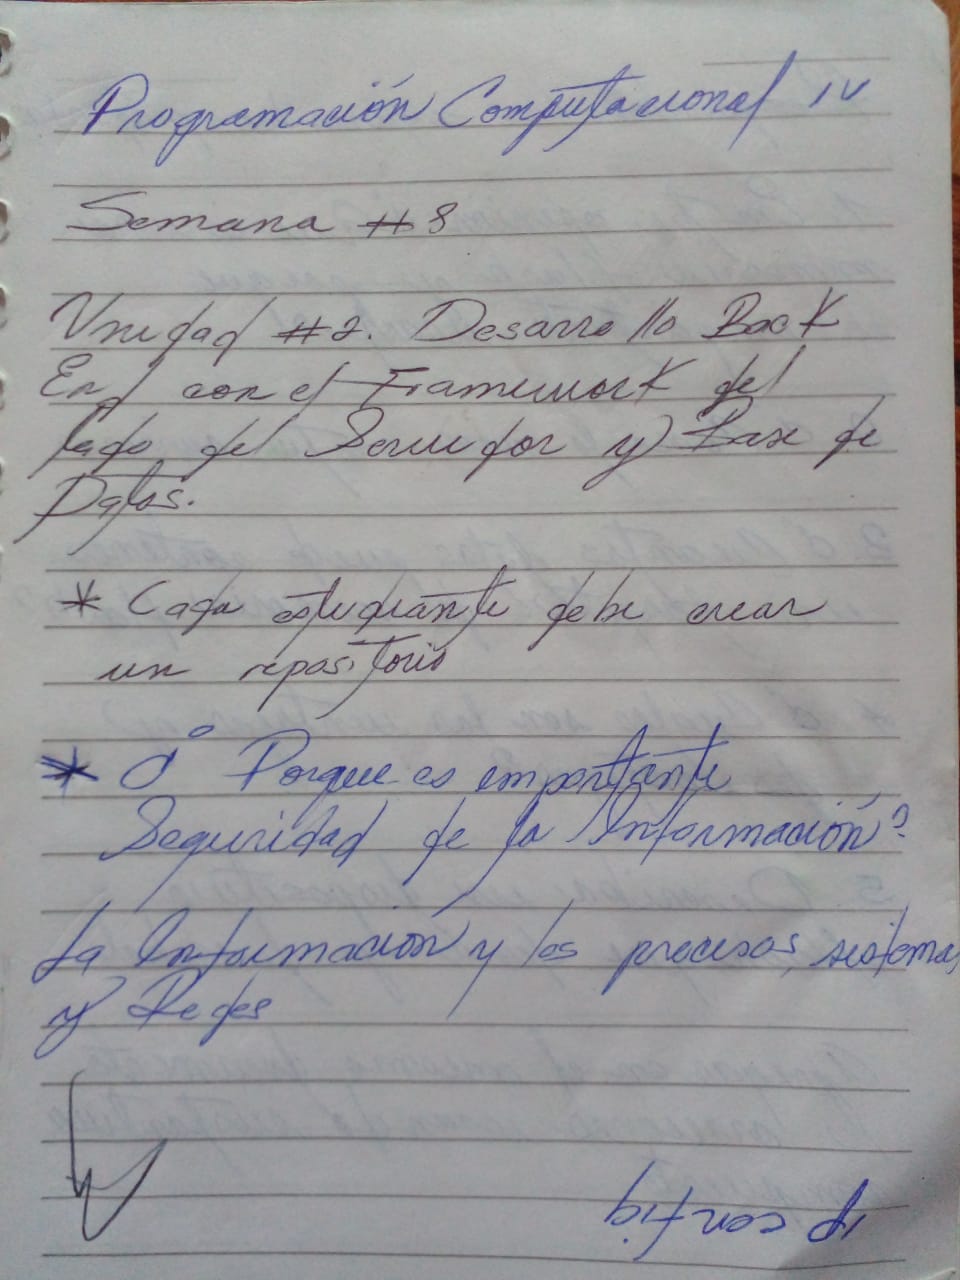 Programación Computacional IV
Semana #8
Unidad #2. Desarrollo Back
End con el Framework del
lado del Servidor y Base de
Datos.
* Cada estudiante debe crear
un repositorio
* ¿ Porque es importante
Seguridad de la Información?
La Información y los procesos, sistemas
y Redes
IP config